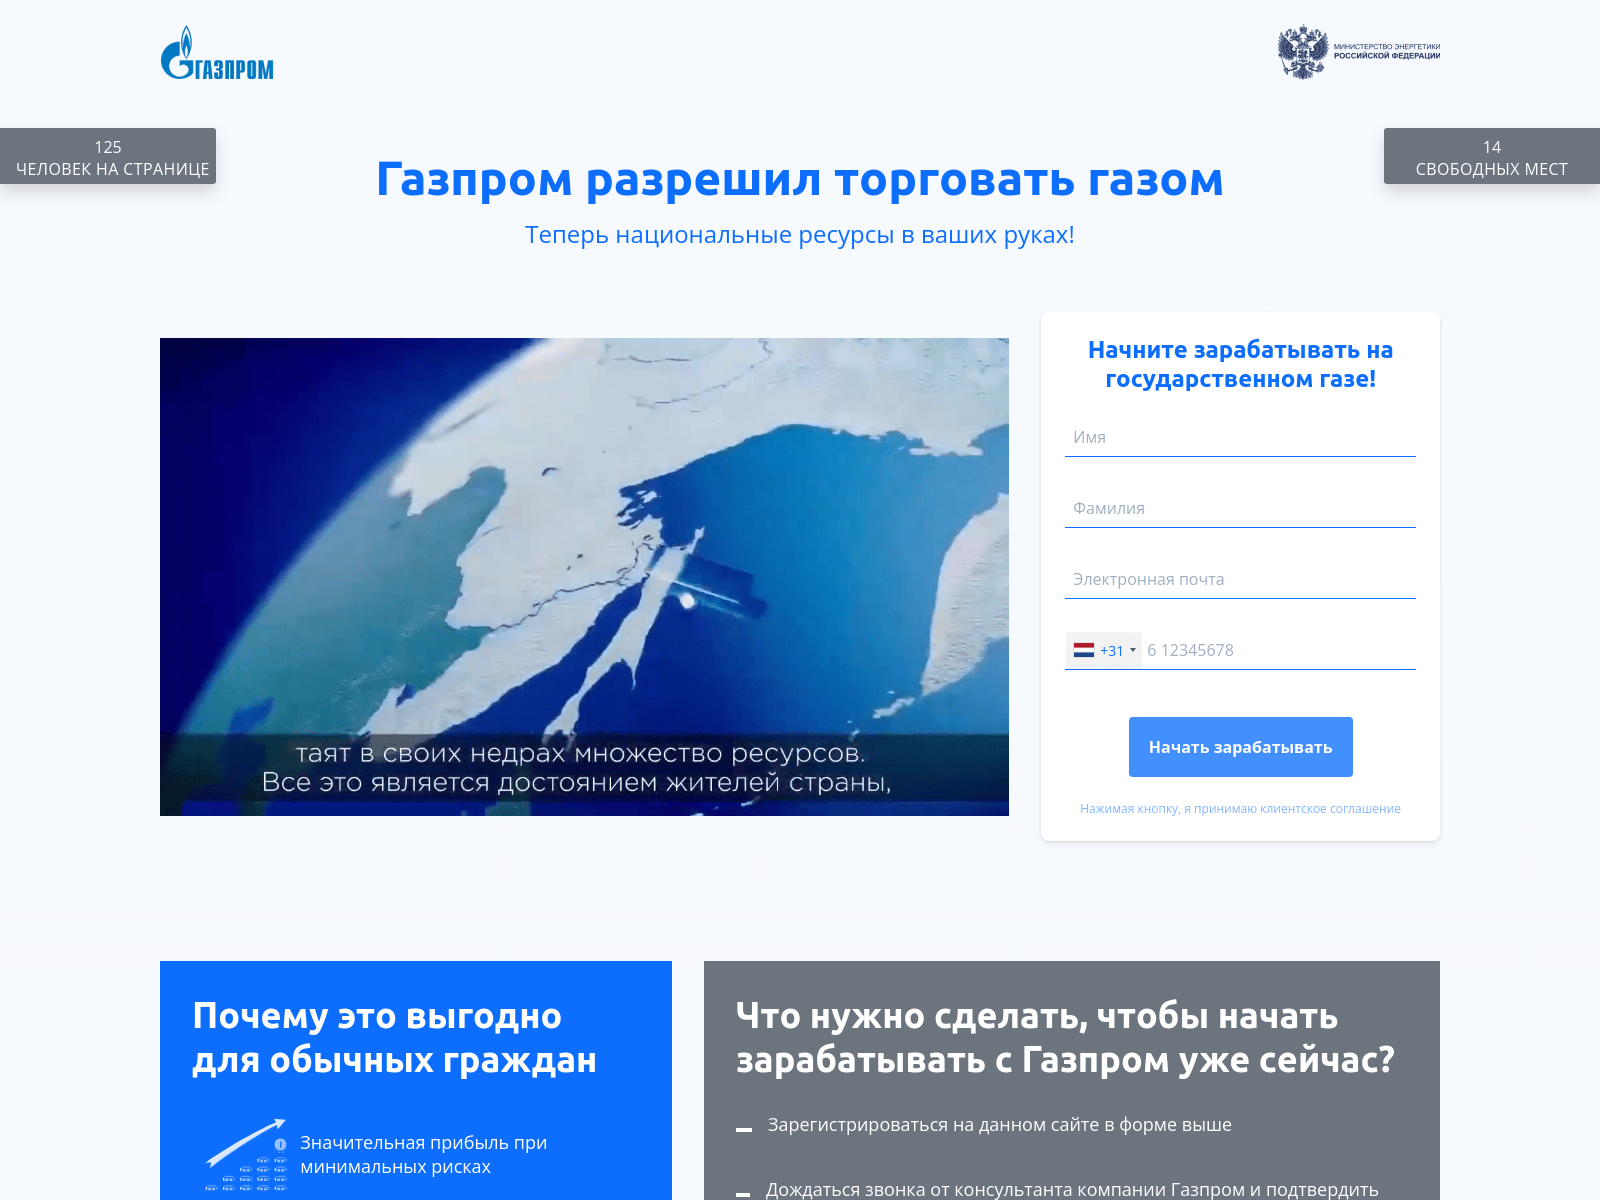 ГАЗПРОМ
МИНИСТЕРСТВО ЭНЕРГЕТИКИ
РОССИЙСКОЙ ФЕДЕРАЦИИ
125
ЧЕЛОВЕК НА СТРАНИЦЕ
14
СВОБОДНЫХ МЕСТ
Газпром разрешил торговать газом
Теперь национальные ресурсы в ваших руках!
таят в своих недрах множество ресурсов.
Все это является достоянием жителей страны,
Начните зарабатывать на
государственном газе!
Имя
Фамилия
Электронная почта
+31 6 12345678
Начать зарабатывать
Нажимая кнопку, я принимаю клиентское соглашение
Почему это выгодно
для обычных граждан
Значительная прибыль при
минимальных рисках
Что нужно сделать, чтобы начать
зарабатывать с Газпром уже сейчас?
Зарегистрироваться на данном сайте в форме выше
Дождаться звонка от консультанта компании Газпром и подтвердить